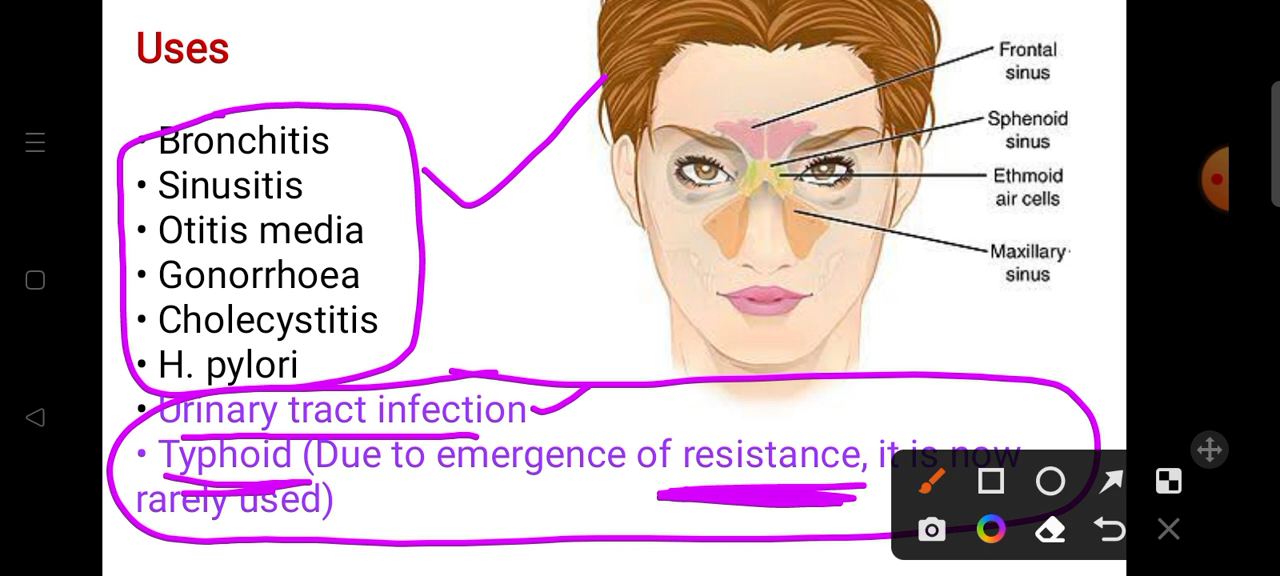 Uses
• Bronchitis
• Sinusitis
• Otitis media
• Gonorrhoea
• Cholecystitis
• H. pylori
• Urinary tract infection
• Typhoid (Due to emergence of resistance, it is now
rarely used)
Frontal
sinus
Sphenoid
sinus
Ethmoid
air cells
Maxillary
sinus